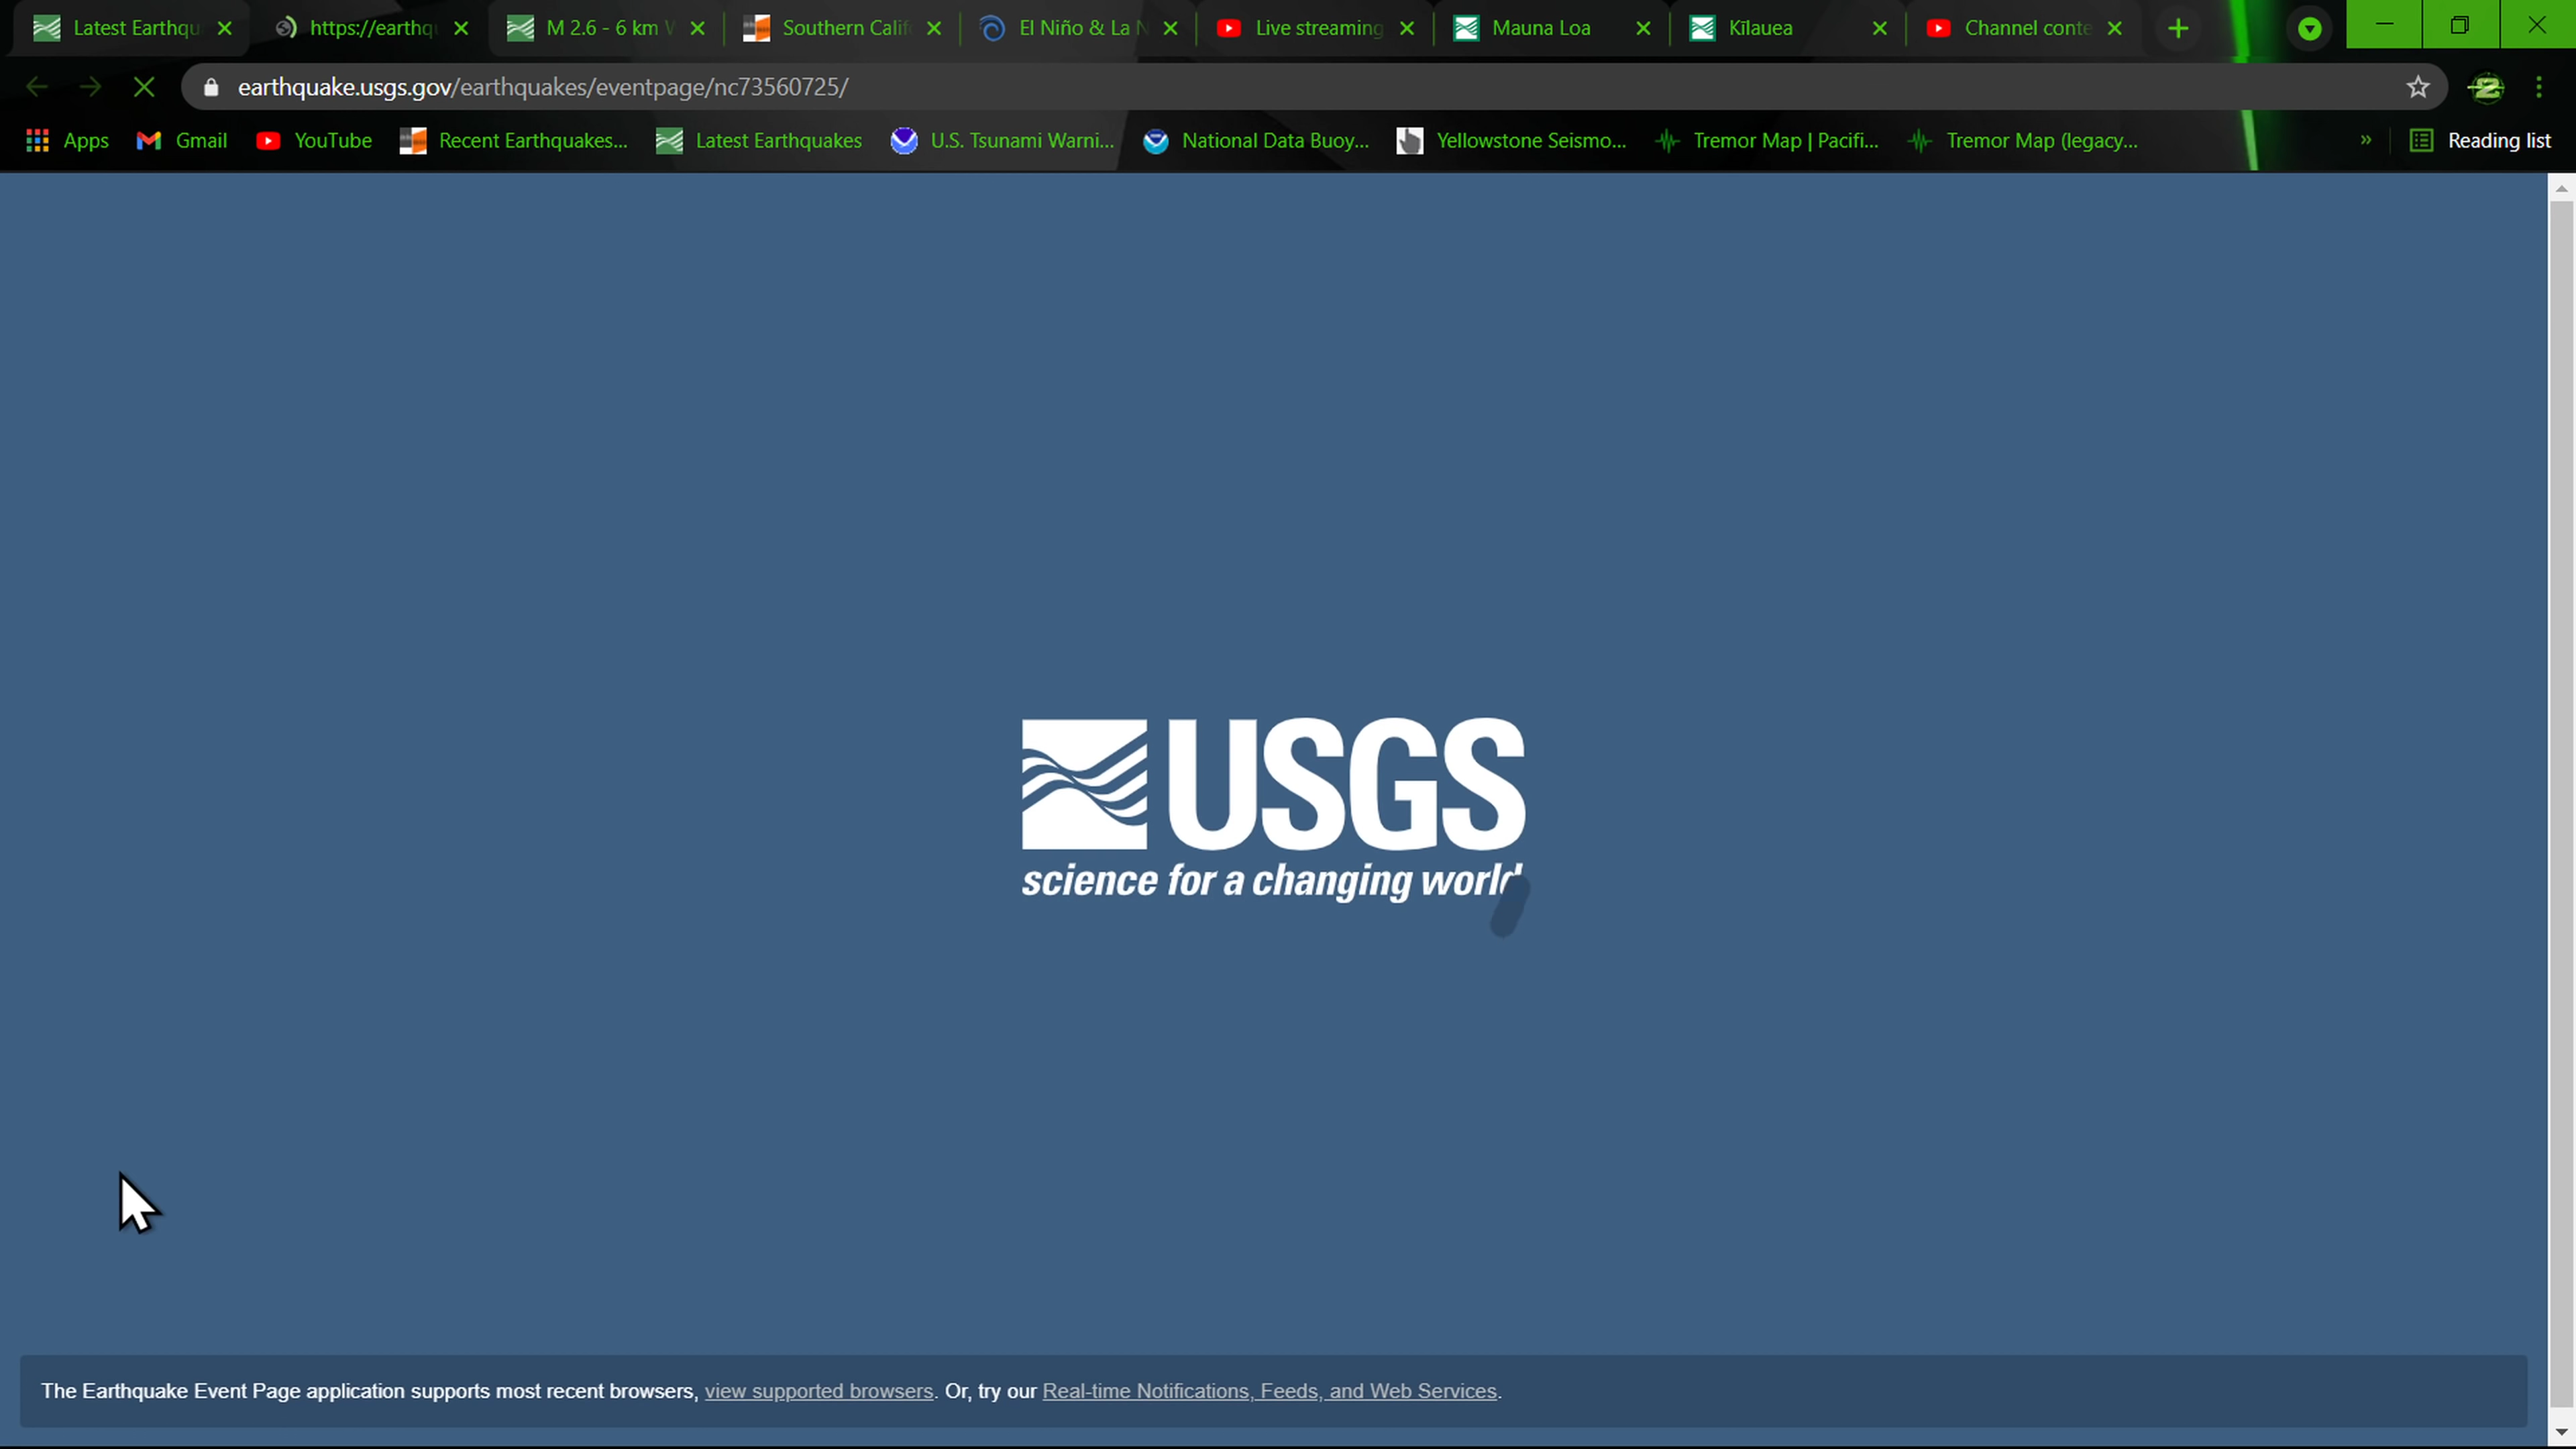 Latest Earthqu
https://earthq
M 2.6 - 6 km W
Southern Calif
El Niño & La N
Live streaming
Mauna Loa
Kīlauea
Channel conte
earthquake.usgs.gov/earthquakes/eventpage/nc73560725/
Apps
Gmail
YouTube
Recent Earthquakes...
Latest Earthquakes
U.S. Tsunami Warni...
National Data Buoy...
Yellowstone Seismo...
Tremor Map | Pacifi...
Tremor Map (legacy...
»
Reading list
USGS
science for a changing world
The Earthquake Event Page application supports most recent browsers, view supported browsers. Or, try our Real-time Notifications, Feeds, and Web Services.